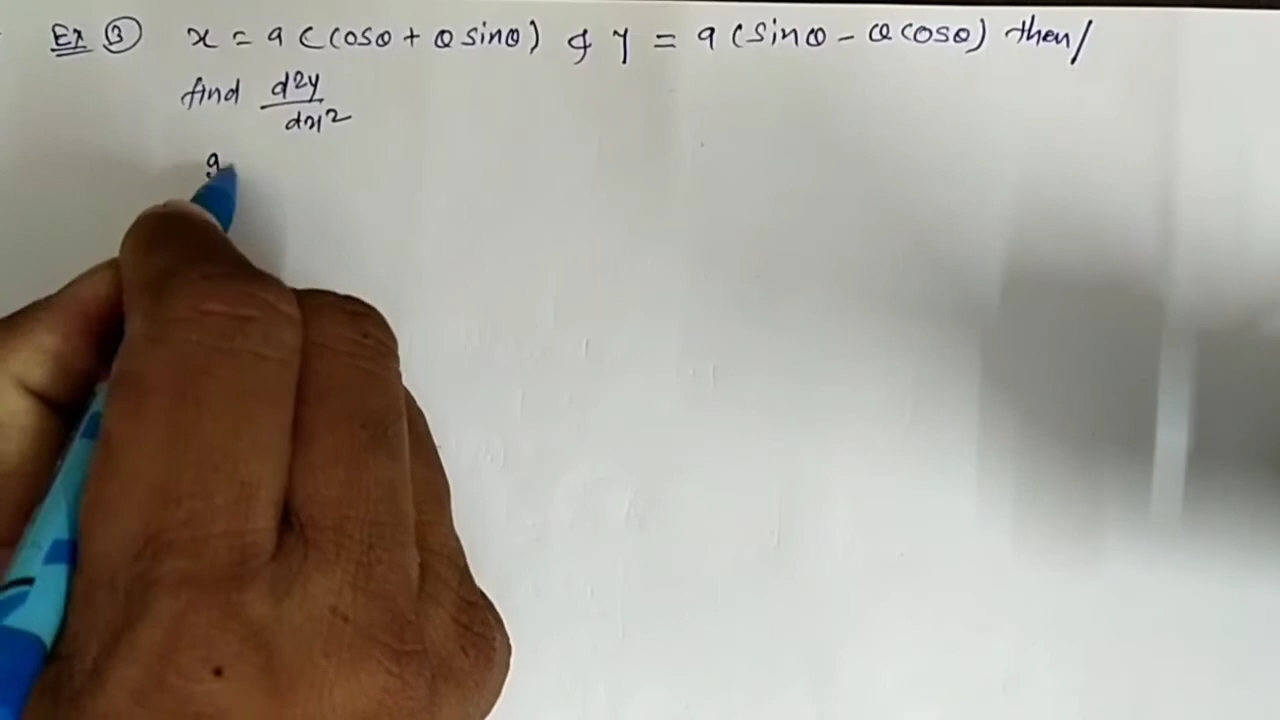 Ex ③ x = a (cosθ + θ sinθ) & y = a (sinθ - θ cosθ) then /
find d²y/dx²
g